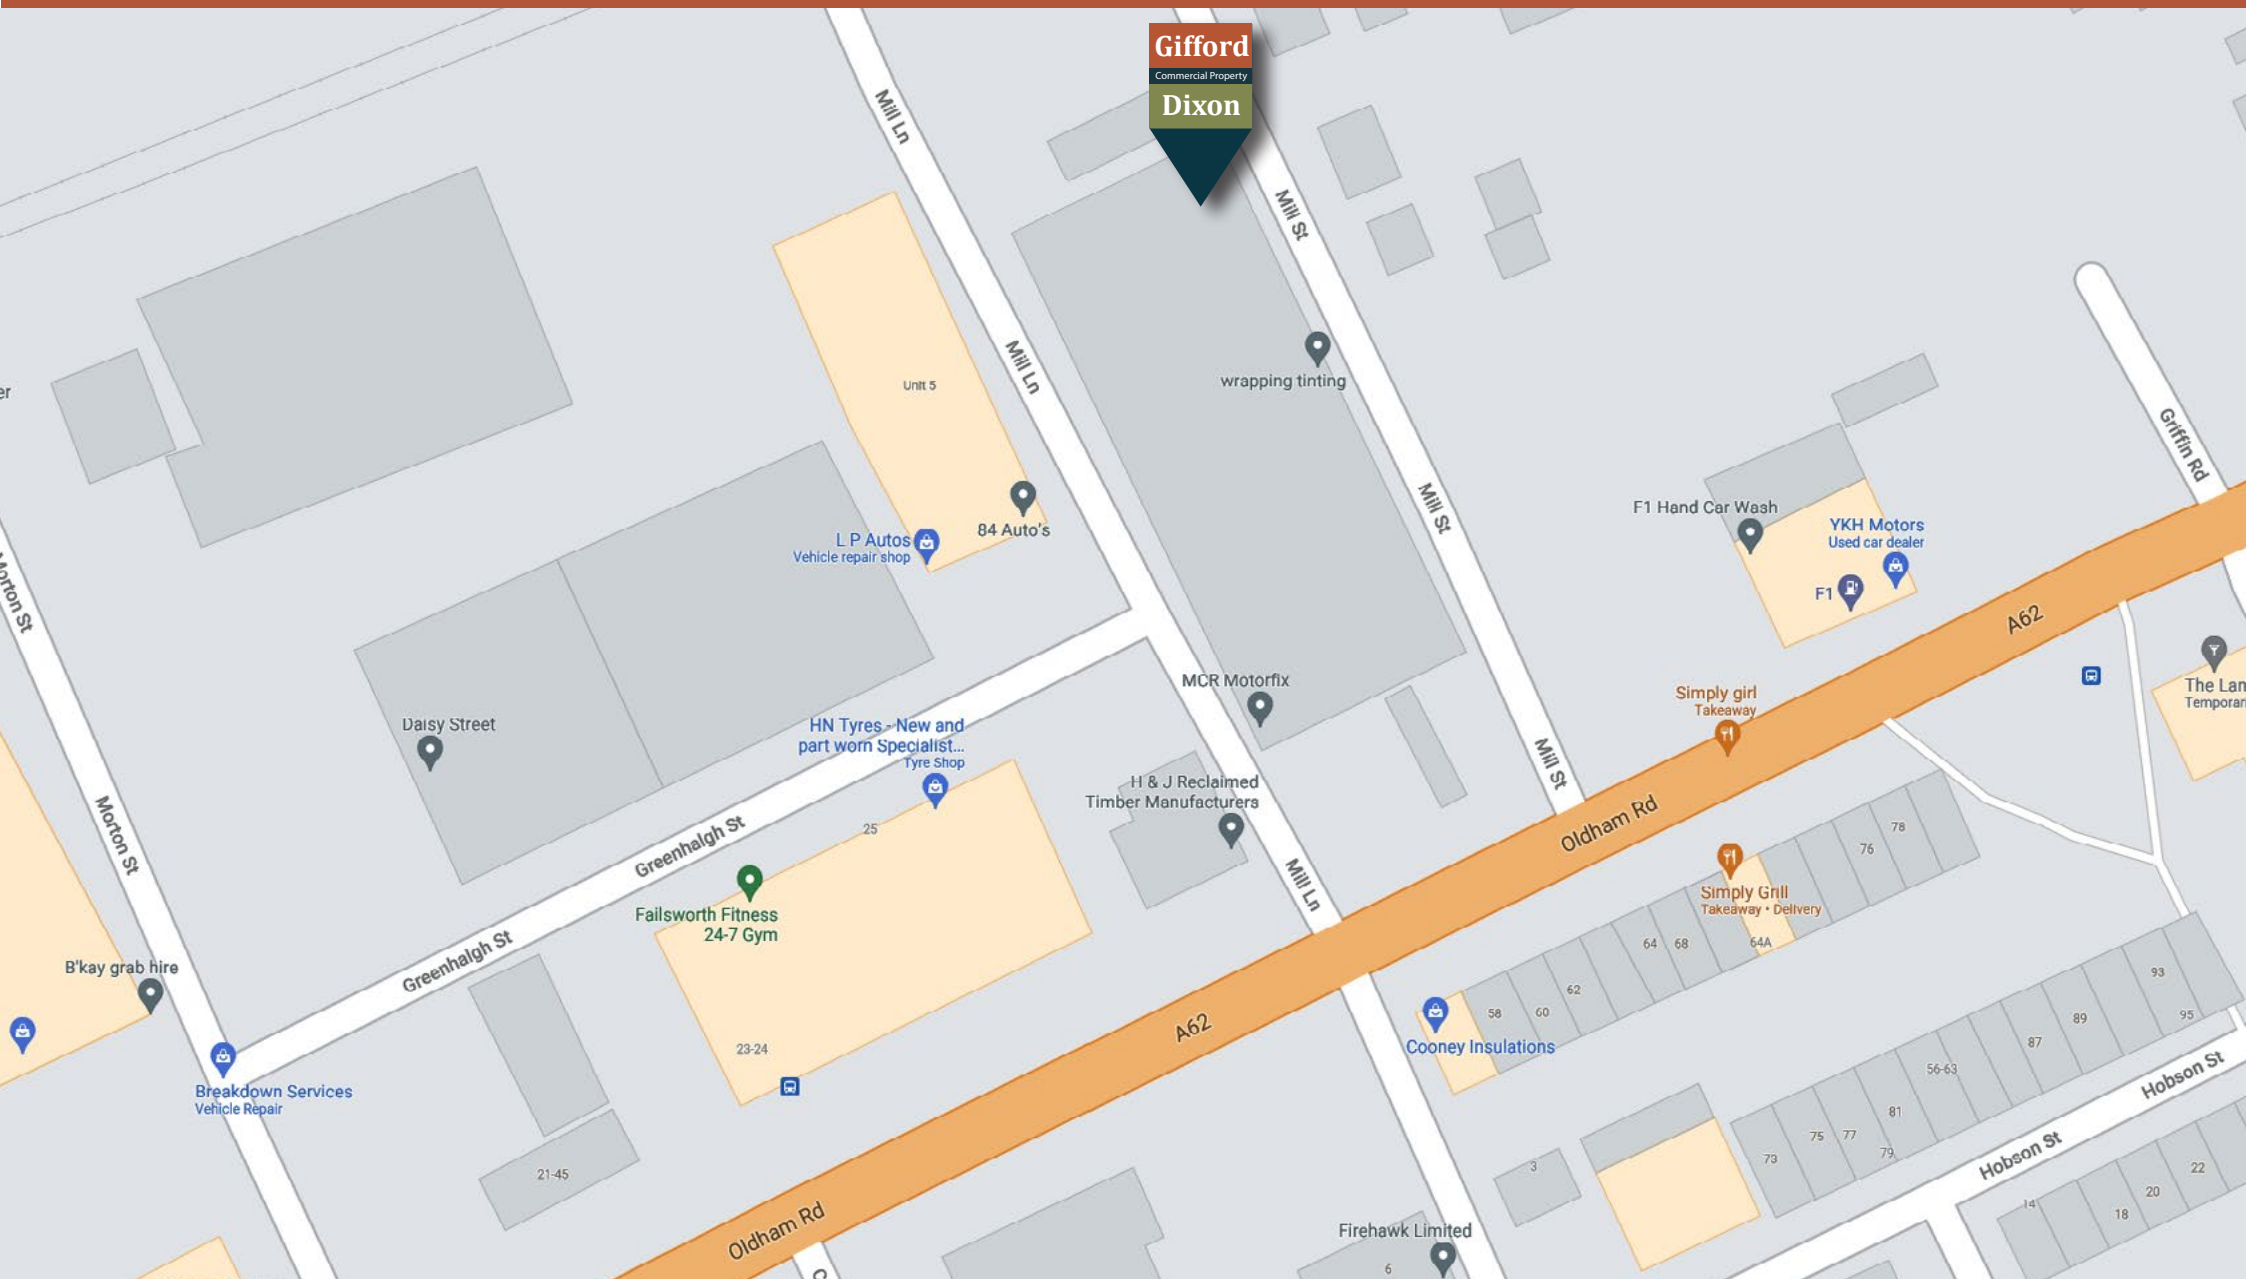 Gifford
Commercial Property
Dixon
Mill Ln
Mill St
Mill Ln
Unit 5
wrapping tinting
er
Griffin Rd
Mill St
84 Auto's
L P Autos
Vehicle repair shop
F1 Hand Car Wash
YKH Motors
Used car dealer
F1
A62
Morton St
MCR Motorfix
Simply girl
Takeaway
The Lan
Temporar
Daisy Street
HN Tyres - New and
part worn Specialist...
Tyre Shop
Mill St
H & J Reclaimed
Timber Manufacturers
25
Greenhalgh St
Oldham Rd
Morton St
Mill Ln
78
76
Simply Grill
Takeaway • Delivery
64A
64
68
Failsworth Fitness
24-7 Gym
Greenhalgh St
B'kay grab hire
62
58
60
A62
Cooney Insulations
93
95
89
87
56-63
81
75
77
79
73
Hobson St
23-24
Breakdown Services
Vehicle Repair
21-45
3
Hobson St
22
20
18
14
Oldham Rd
Firehawk Limited
6
C